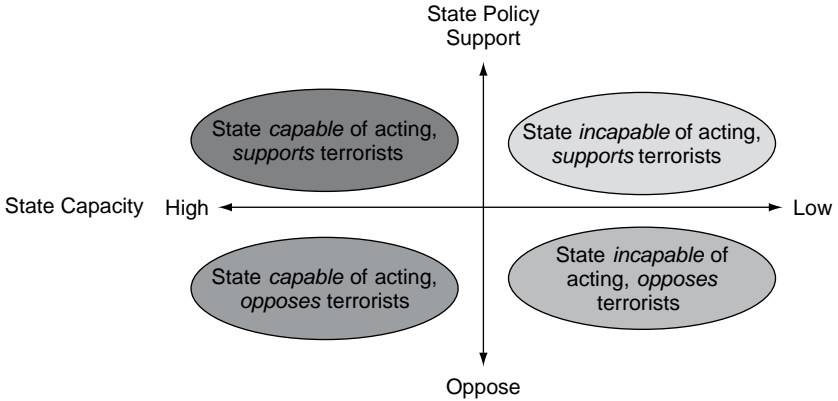 State Policy
Support
State capable of acting,
supports terrorists
State incapable of acting,
supports terrorists
State Capacity High Low
State capable of acting,
opposes terrorists
State incapable of
acting, opposes
terrorists
Oppose